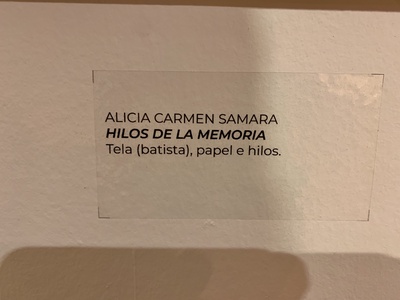 ALICIA CARMEN SAMARA
HILOS DE LA MEMORIA
Tela (batista), papel e hilos.